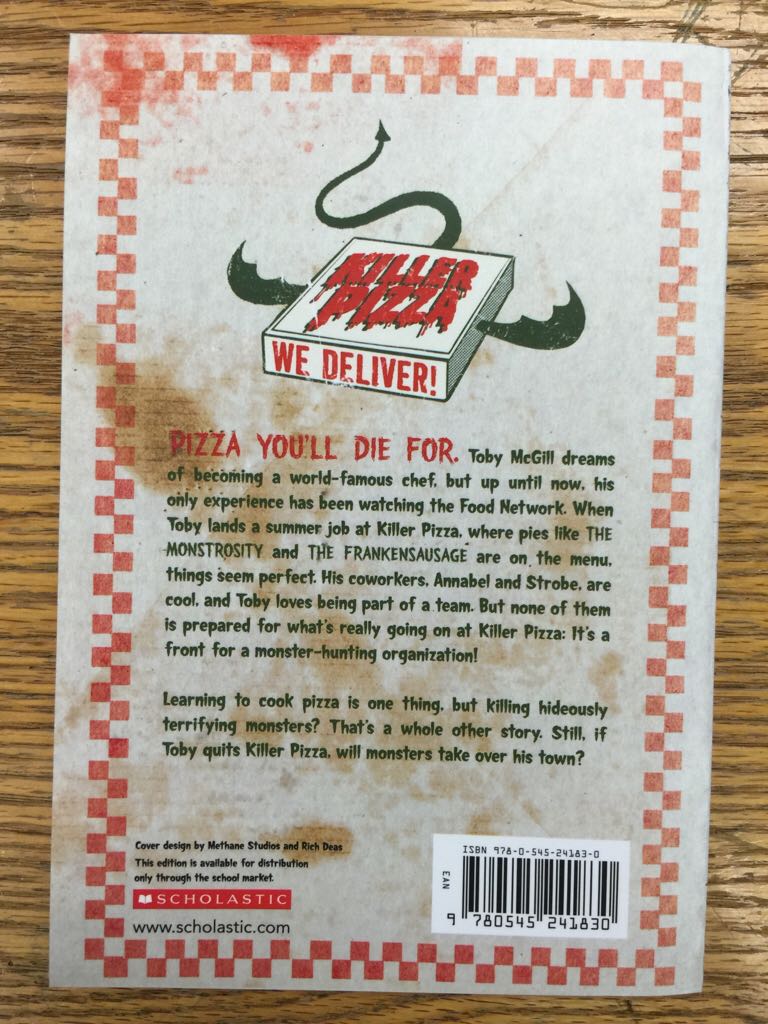 KILLER
PIZZA
WE DELIVER!
PIZZA YOU'LL DIE FOR. Toby McGill dreams
of becoming a world-famous chef, but up until now, his
only experience has been watching the Food Network. When
Toby lands a summer job at Killer Pizza, where pies like THE
MONSTROSITY and THE FRANKENSAUSAGE are on the menu,
things seem perfect. His coworkers, Annabel and Strobe, are
cool, and Toby loves being part of a team. But none of them
is prepared for what's really going on at Killer Pizza: It's a
front for a monster-hunting organization!
Learning to cook pizza is one thing, but killing hideously
terrifying monsters? That's a whole other story. Still, if
Toby quits Killer Pizza, will monsters take over his town?
Cover design by Methane Studios and Rich Deas
This edition is available for distribution
only through the school market.
SCHOLASTIC
www.scholastic.com
ISBN 978-0-545-24183-0
EAN
9 780545 241830